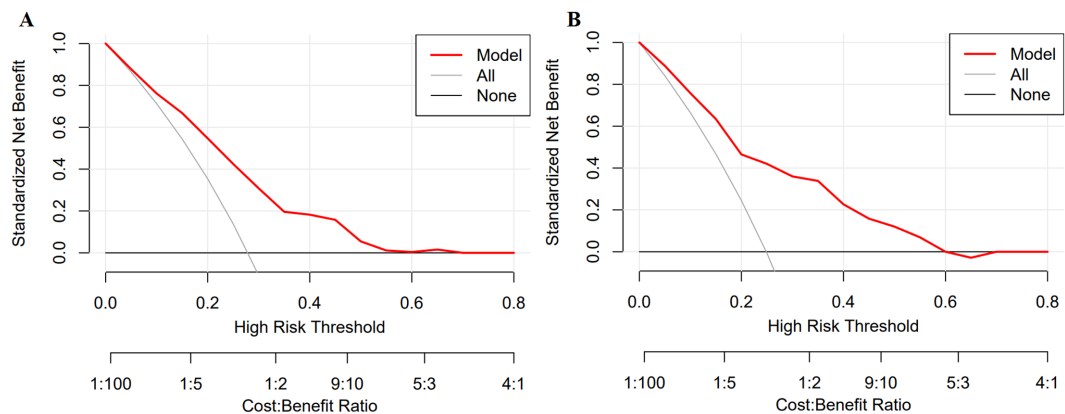 A
Standardized Net Benefit
1.0
0.8
0.6
0.4
0.2
0.0
Model
All
None
0.0 0.2 0.4 0.6 0.8
High Risk Threshold
1:100 1:5 1:2 9:10 5:3 4:1
Cost:Benefit Ratio
B
Standardized Net Benefit
1.0
0.8
0.6
0.4
0.2
0.0
Model
All
None
0.0 0.2 0.4 0.6 0.8
High Risk Threshold
1:100 1:5 1:2 9:10 5:3 4:1
Cost:Benefit Ratio